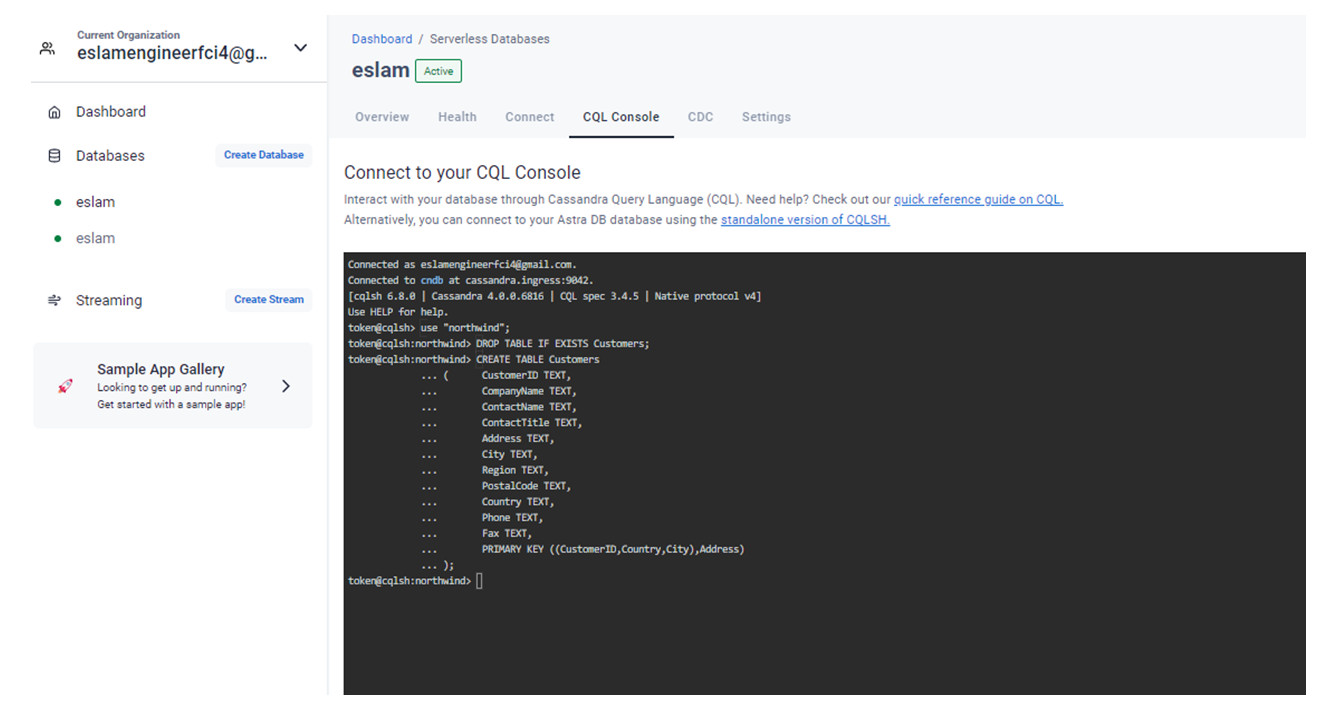 Current Organization
eslamengineerfci4@g...
Dashboard
Databases
Create Database
eslam
eslam
Streaming
Create Stream
Sample App Gallery
Looking to get up and running?
Get started with a sample app!
Dashboard / Serverless Databases
eslam Active
Overview Health Connect CQL Console CDC Settings
Connect to your CQL Console
Interact with your database through Cassandra Query Language (CQL). Need help? Check out our quick reference guide on CQL.
Alternatively, you can connect to your Astra DB database using the standalone version of CQLSH.
Connected as eslamengineerfci4@gmail.com.
Connected to cndb at cassandra.ingress:9042.
[cqlsh 6.8.0 | Cassandra 4.0.0.6816 | CQL spec 3.4.5 | Native protocol v4]
Use HELP for help.
token@cqlsh> use "northwind";
token@cqlsh:northwind> DROP TABLE IF EXISTS Customers;
token@cqlsh:northwind> CREATE TABLE Customers
... ( CustomerID TEXT,
... CompanyName TEXT,
... ContactName TEXT,
... ContactTitle TEXT,
... Address TEXT,
... City TEXT,
... Region TEXT,
... PostalCode TEXT,
... Country TEXT,
... Phone TEXT,
... Fax TEXT,
... PRIMARY KEY ((CustomerID,Country,City),Address)
... );
token@cqlsh:northwind>